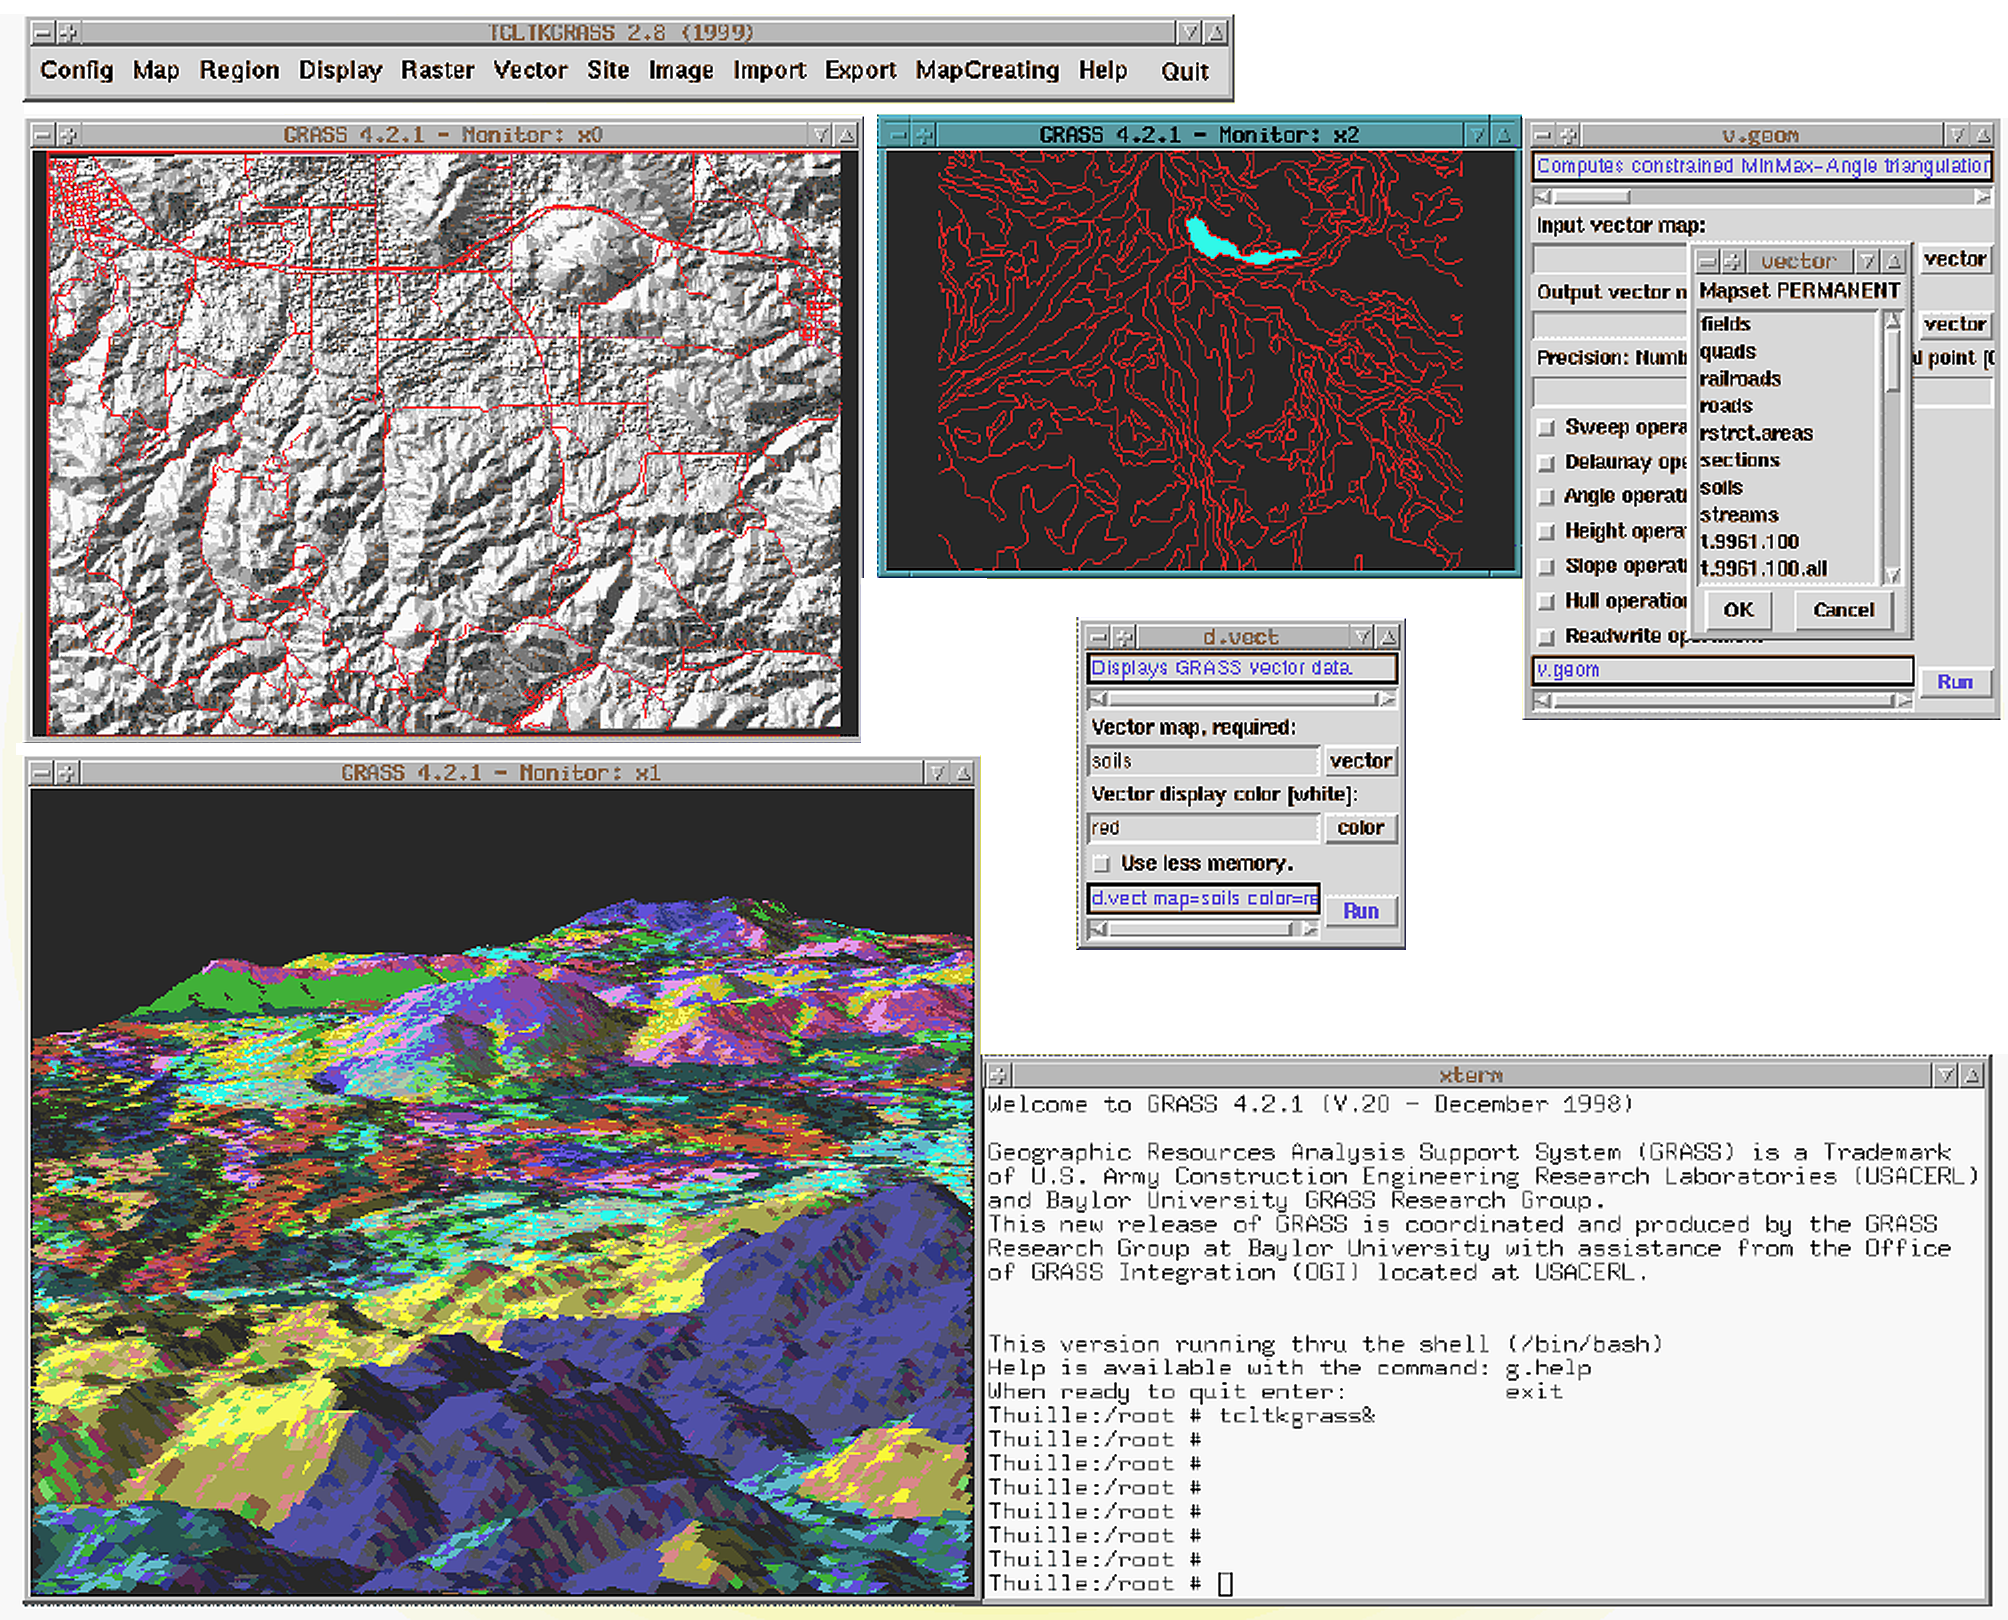 TCLTKGRASS 2.8 (1999)
Config Map Region Display Raster Vector Site Image Import Export MapCreating Help Quit
GRASS 4.2.1 - Monitor: x0
GRASS 4.2.1 - Monitor: x2
v.geom
Computes constrained MinMax-Angle triangulation
Input vector map:
vector
Output vector n
vector
Precision: Numb
d point [0
Sweep opera
Delaunay ope
Angle operati
Height opera
Slope operati
Hull operation
Readwrite op
v.geom
Run
vector
Mapset PERMANENT
fields
quads
railroads
roads
rstrct.areas
sections
soils
streams
t.9961.100
t.9961.100.all
OK Cancel
d.vect
Displays GRASS vector data.
Vector map, required:
soils vector
Vector display color [white]:
red color
Use less memory.
d.vect map=soils color=re
Run
GRASS 4.2.1 - Monitor: x1
xterm
Welcome to GRASS 4.2.1 (V.20 - December 1998)
Geographic Resources Analysis Support System (GRASS) is a Trademark
of U.S. Army Construction Engineering Research Laboratories (USACERL)
and Baylor University GRASS Research Group.
This new release of GRASS is coordinated and produced by the GRASS
Research Group at Baylor University with assistance from the Office
of GRASS Integration (OGI) located at USACERL.
This version running thru the shell (/bin/bash)
Help is available with the command: g.help
When ready to quit enter: exit
Thuille:/root # tcltkgrass&
Thuille:/root #
Thuille:/root #
Thuille:/root #
Thuille:/root #
Thuille:/root #
Thuille:/root #
Thuille:/root #